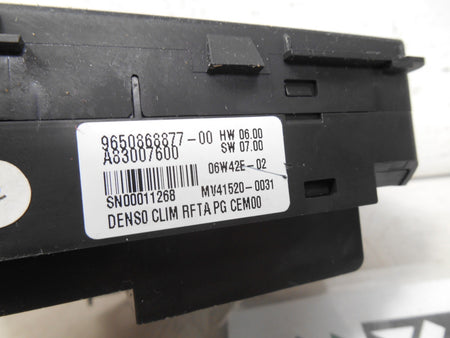 9650868877-00 HW 06.00
A83007600 SW 07.00
06W42E-02
SN00011268 MV41520-0031
DENSO CLIM RFTA PG CEM00